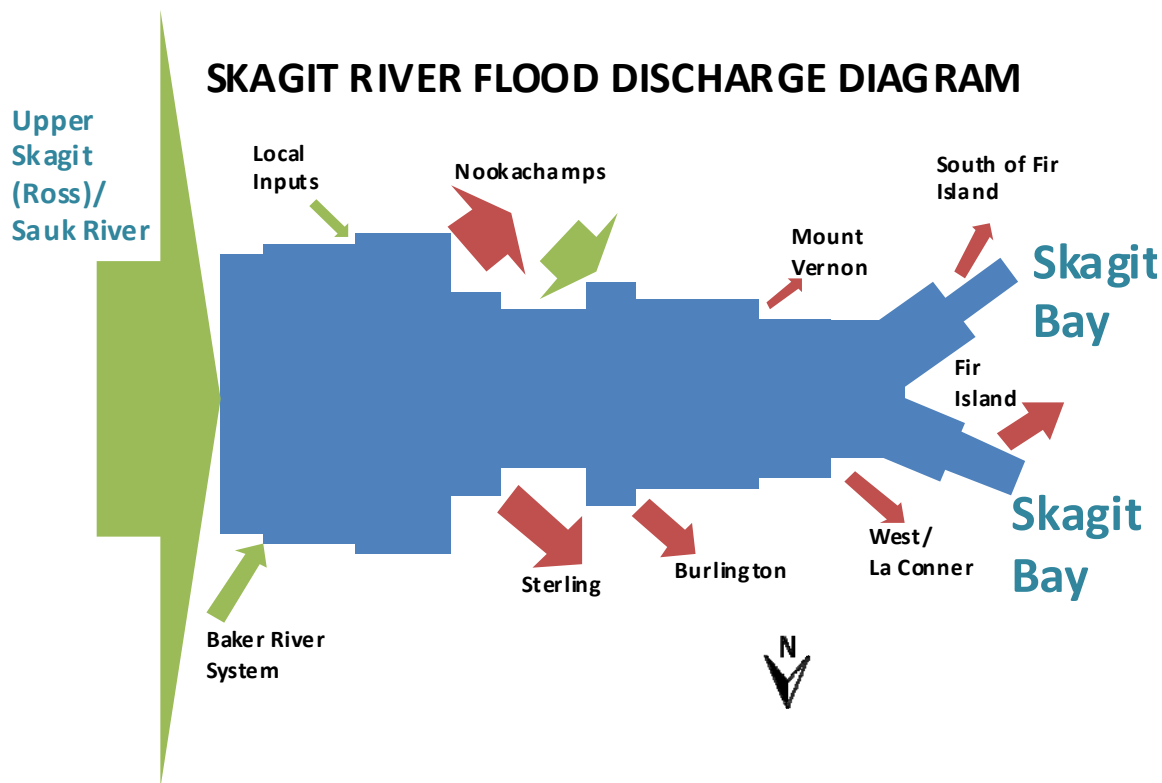 SKAGIT RIVER FLOOD DISCHARGE DIAGRAM
Upper
Skagit
(Ross)/
Sauk River
Local
Inputs
Nookachamps
South of Fir
Island
Mount
Vernon
Skagit
Bay
Fir
Island
Skagit
Bay
West/
La Conner
Burlington
Sterling
Baker River
System
N